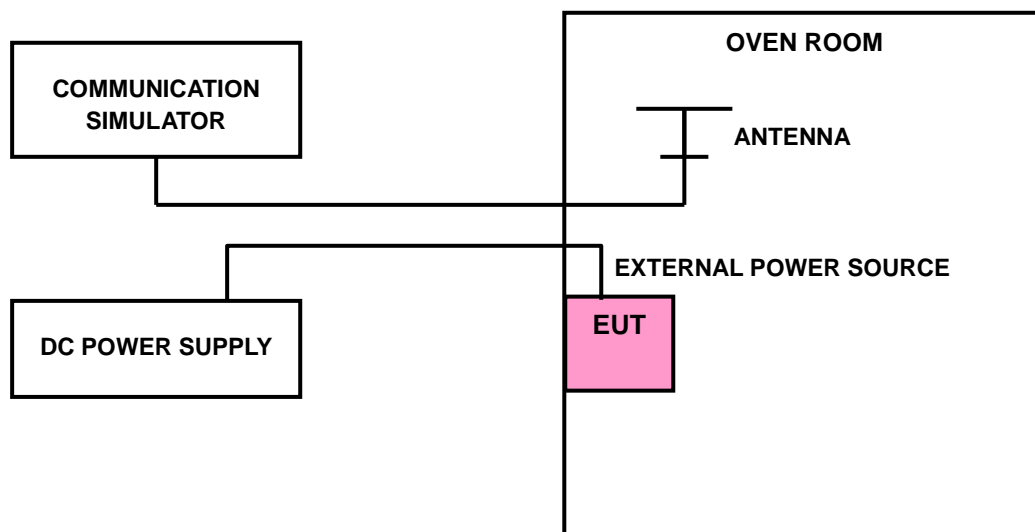 OVEN ROOM
COMMUNICATION
SIMULATOR
ANTENNA
EXTERNAL POWER SOURCE
EUT
DC POWER SUPPLY